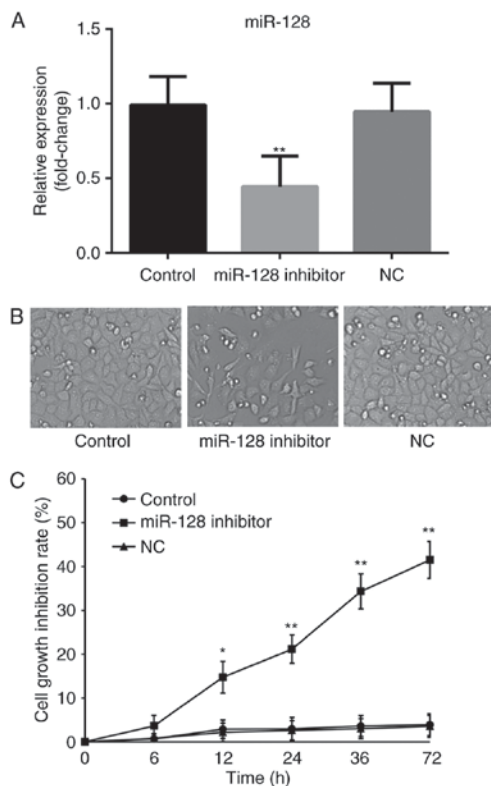 A
miR-128
Relative expression
(fold-change)
1.5
1.0
0.5
0.0
**
Control
miR-128 inhibitor
NC
B
Control
miR-128 inhibitor
NC
C
Cell growth inhibition rate (%)
60
50
40
30
20
10
0
Control
miR-128 inhibitor
NC
*
**
**
**
0
6
12
24
36
72
Time (h)